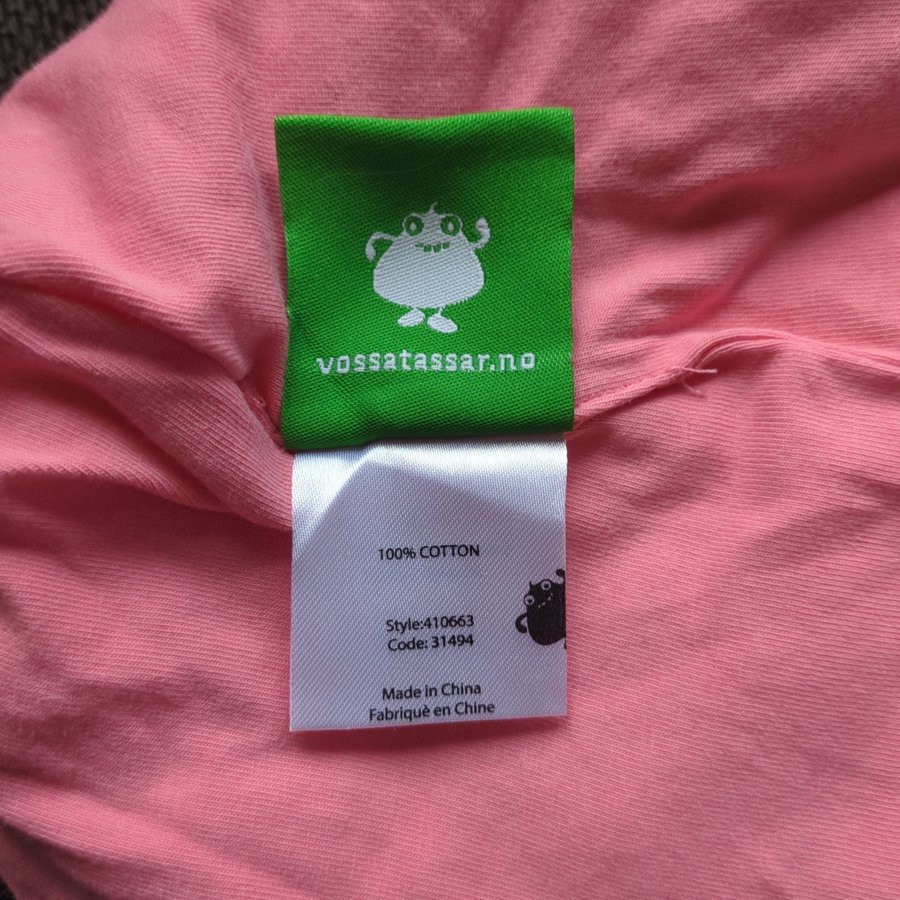 vossatassar.no
100% COTTON
Style:410663
Code: 31494
Made in China
Fabriquè en Chine